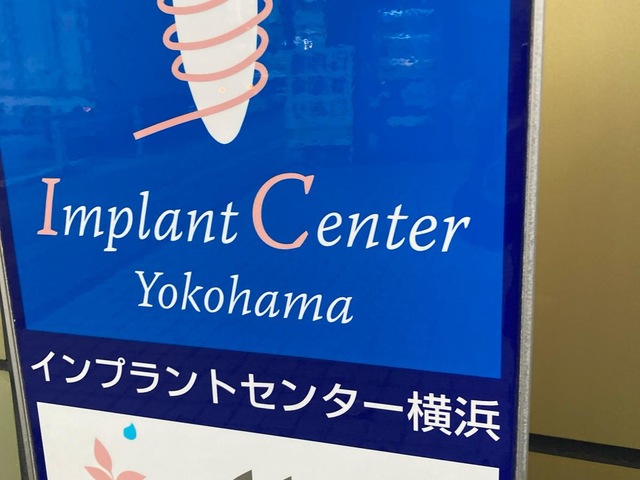 Implant Center
Yokohama
インプラントセンター横浜